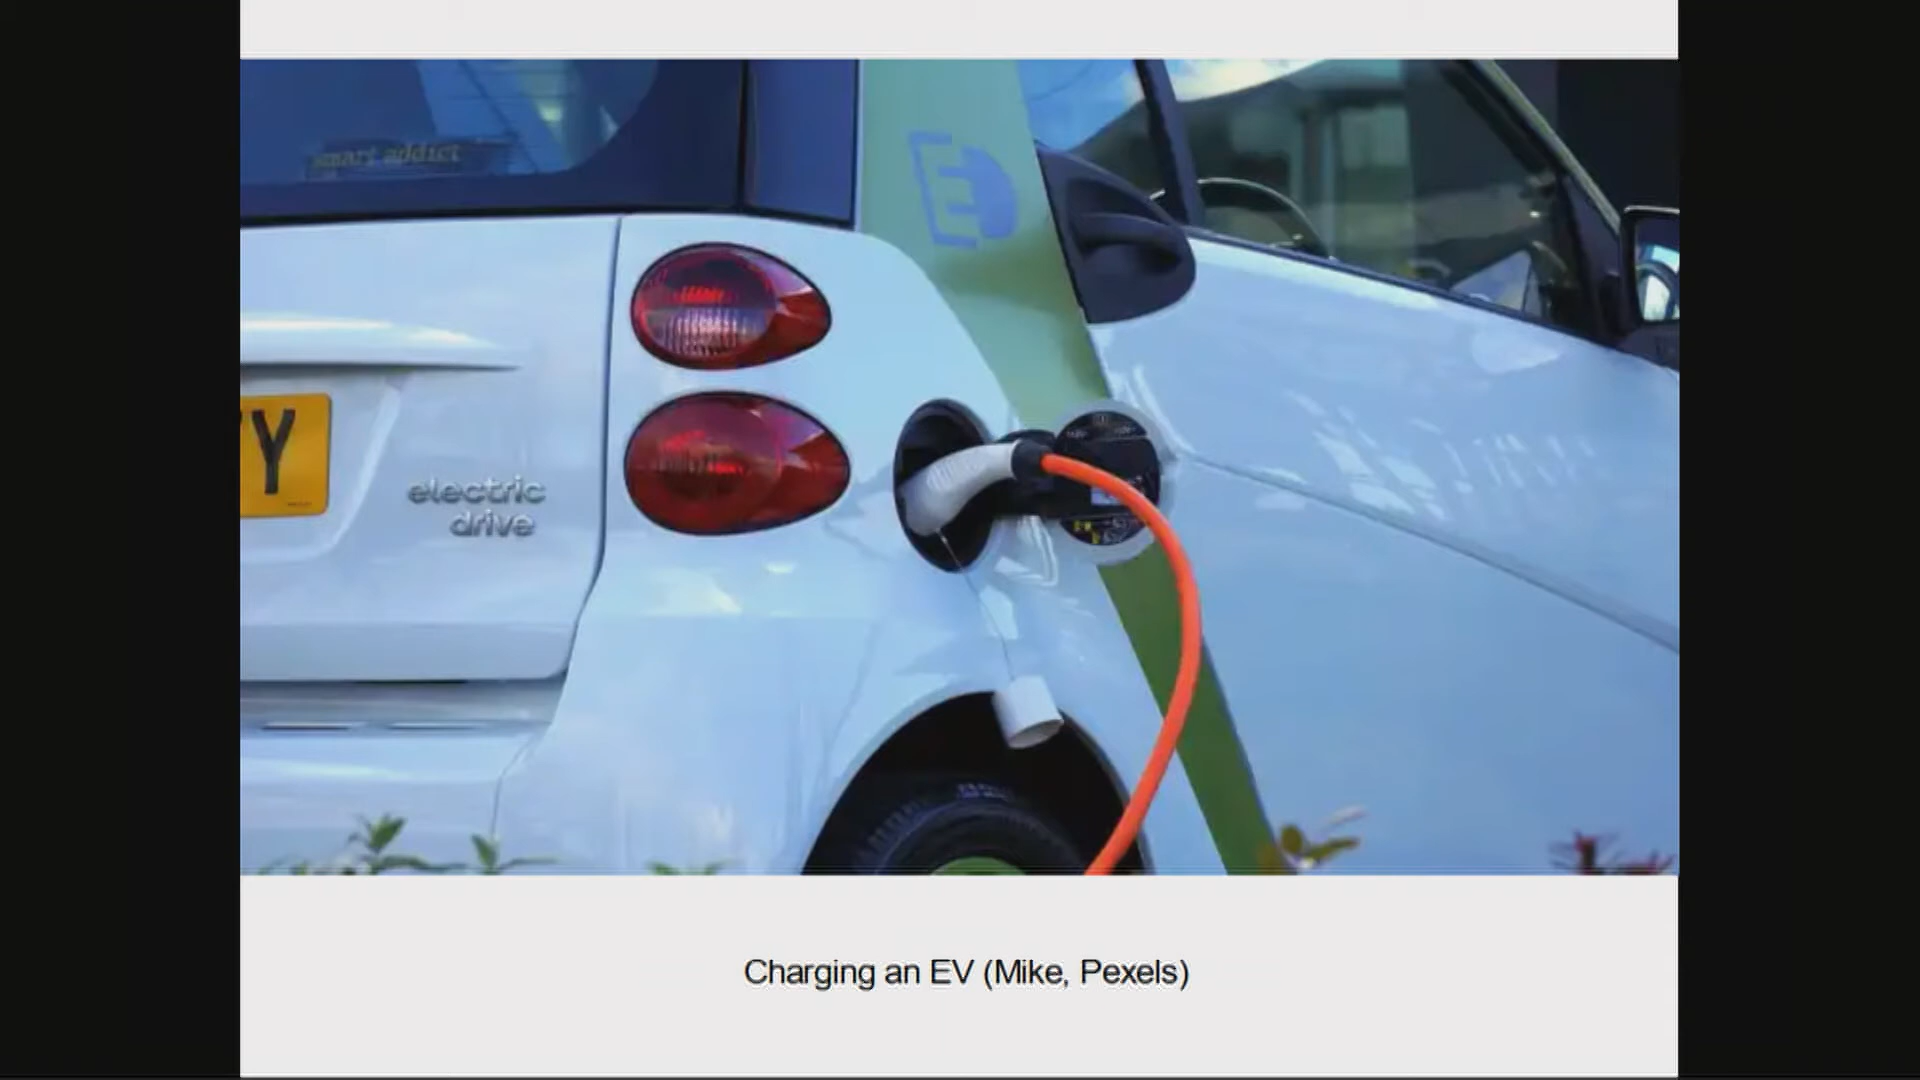 smart addict
Y
electric
drive
Charging an EV (Mike, Pexels)